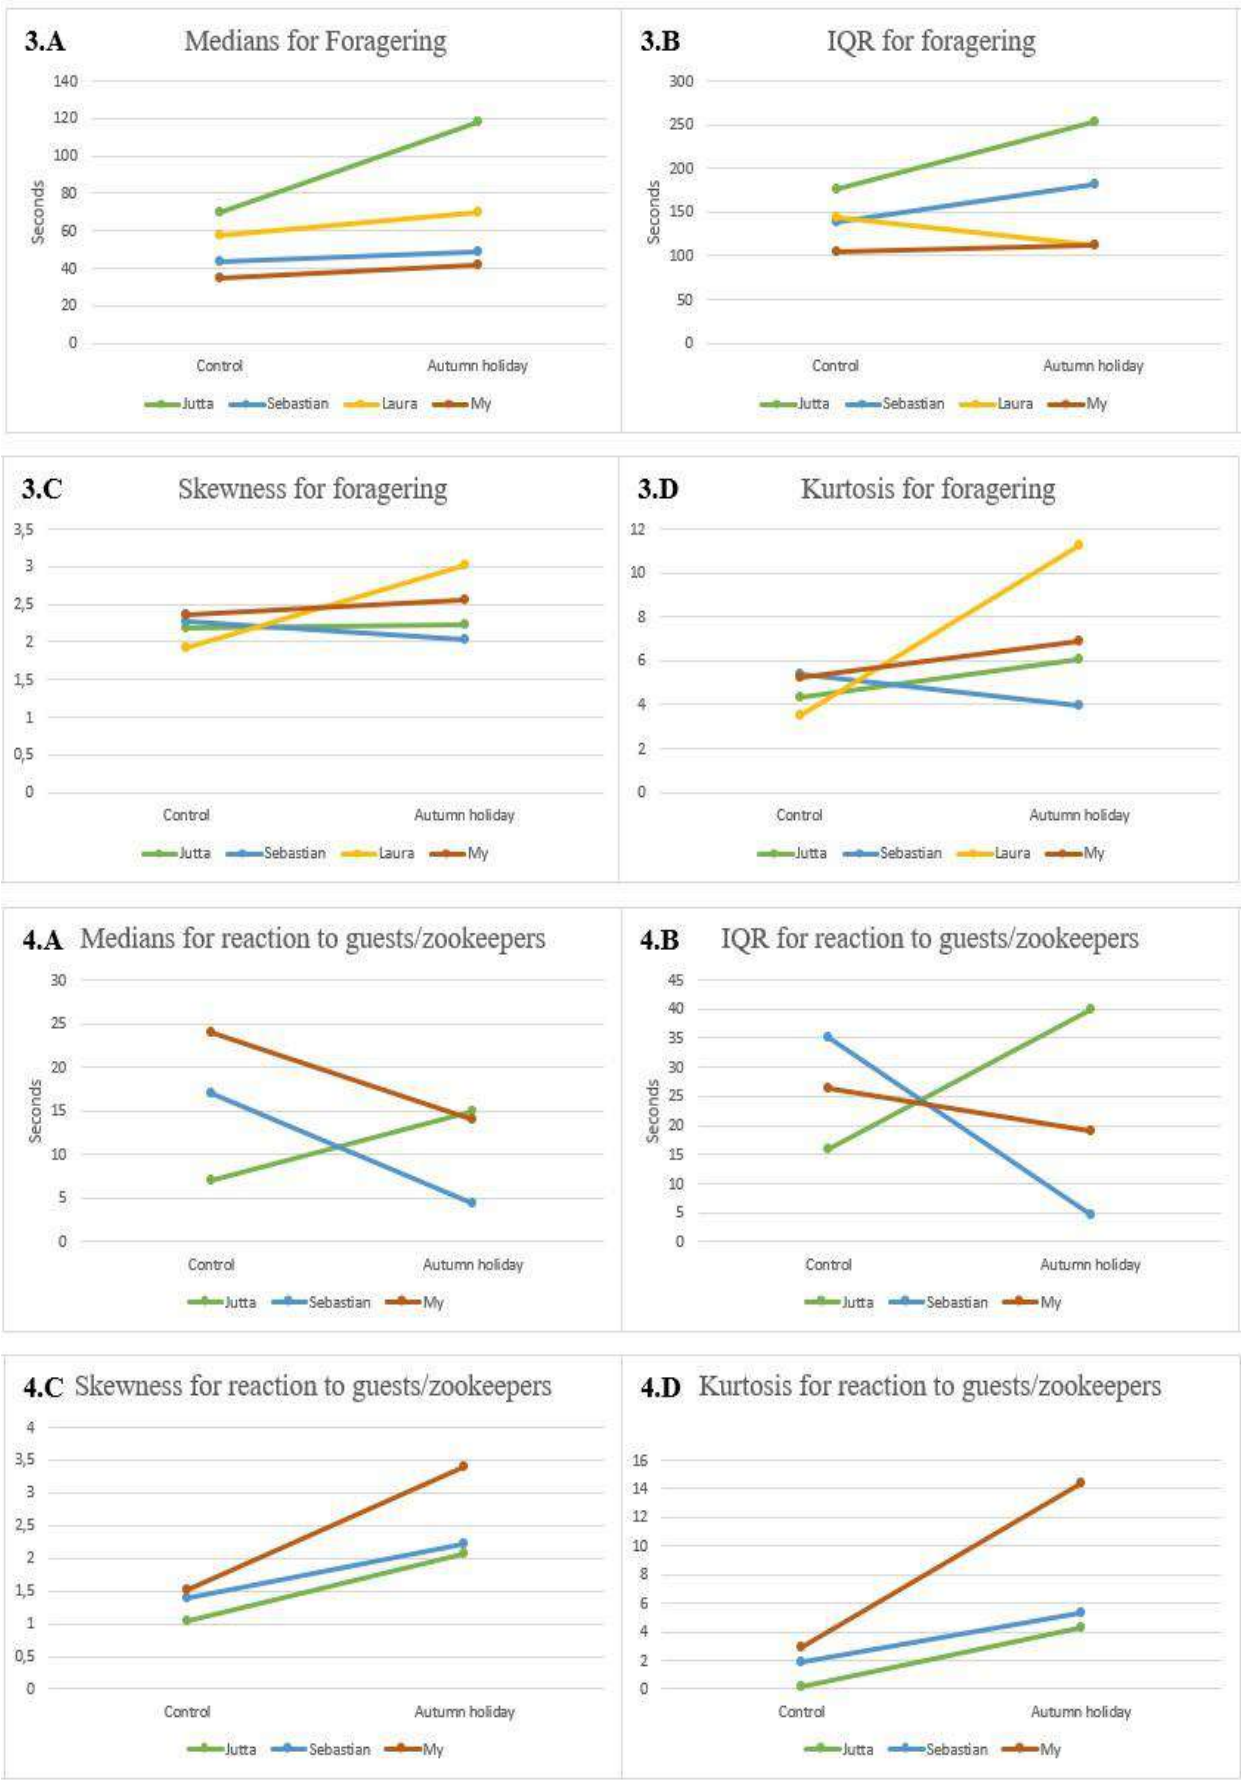 3.A Medians for Foragering
140
120
100
80
60
40
20
0
Seconds
Control Autumn holiday
Jutta Sebastian Laura My
3.B IQR for foragering
300
250
200
150
100
50
0
Seconds
Control Autumn holiday
Jutta Sebastian Laura My
3.C Skewness for foragering
3,5
3
2,5
2
1,5
1
0,5
0
Control Autumn holiday
Jutta Sebastian Laura My
3.D Kurtosis for foragering
12
10
8
6
4
2
0
Control Autumn holiday
Jutta Sebastian Laura My
4.A Medians for reaction to guests/zookeepers
30
25
20
15
10
5
0
Seconds
Control Autumn holiday
Jutta Sebastian My
4.B IQR for reaction to guests/zookeepers
45
40
35
30
25
20
15
10
5
0
Seconds
Control Autumn holiday
Jutta Sebastian My
4.C Skewness for reaction to guests/zookeepers
4
3,5
3
2,5
2
1,5
1
0,5
0
Control Autumn holiday
Jutta Sebastian My
4.D Kurtosis for reaction to guests/zookeepers
16
14
12
10
8
6
4
2
0
Control Autumn holiday
Jutta Sebastian My